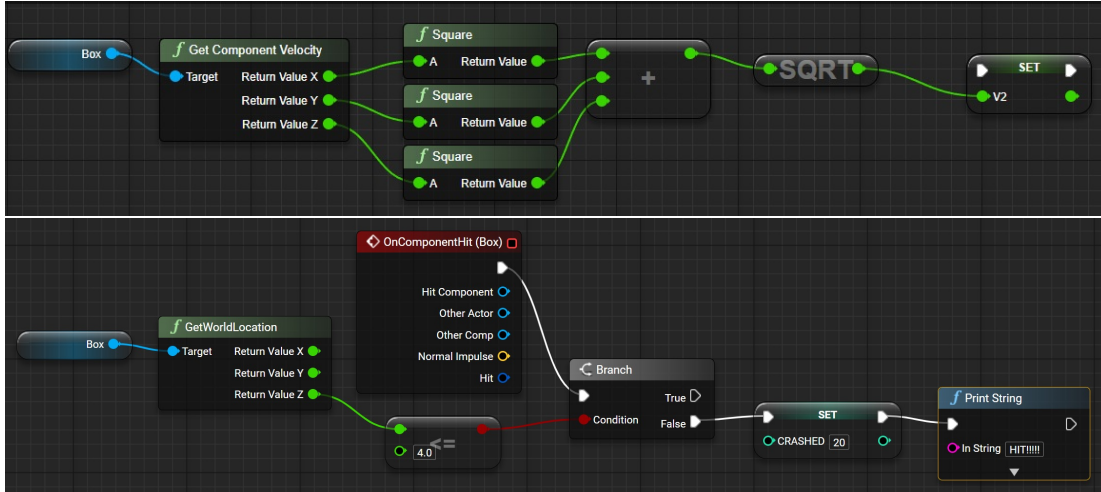 Box
Get Component Velocity
Target Return Value X
Return Value Y
Return Value Z
Square
A Return Value
Square
A Return Value
Square
A Return Value
+
SQRT
SET
V2
OnComponentHit (Box)
Hit Component
Other Actor
Other Comp
Normal Impulse
Hit
Box
GetWorldLocation
Target Return Value X
Return Value Y
Return Value Z
<=
4.0
Branch
True
Condition False
SET
CRASHED 20
Print String
In String HIT!!!!!